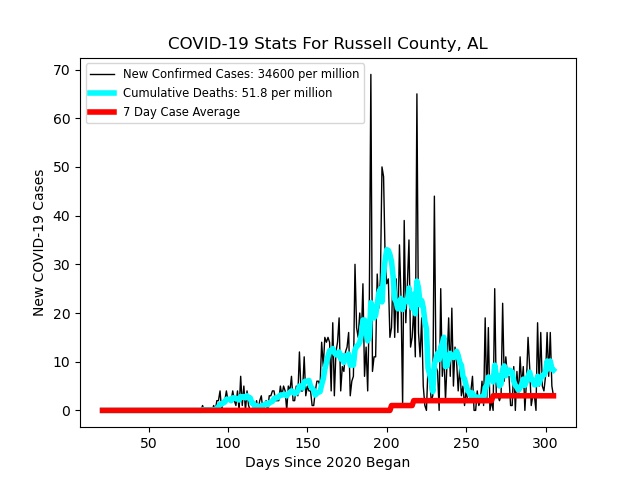 COVID-19 Stats For Russell County, AL
New Confirmed Cases: 34600 per million
Cumulative Deaths: 51.8 per million
7 Day Case Average
New COVID-19 Cases
70
60
50
40
30
20
10
0
50 100 150 200 250 300
Days Since 2020 Began